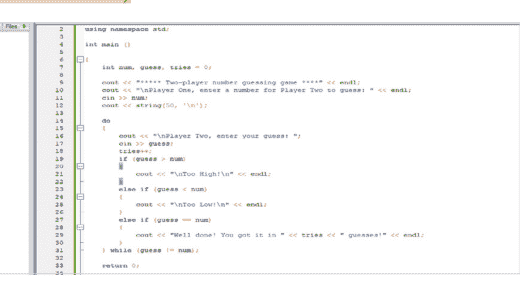 Files
2 using namespace std;
3
4 int main ()
5
6 {
7 int num, guess, tries = 0;
8
9 cout << "***** Two-player number guessing game ****" << endl;
10 cout << "\nPlayer One, enter a number for Player Two to guess: " << endl;
11 cin >> num;
12 cout << string(50, '\n');
13
14 do
15 {
16 cout << "\nPlayer Two, enter your guess: ";
17 cin >> guess;
18 tries++;
19 if (guess > num)
20 {
21 cout << "\nToo High!\n" << endl;
22 }
23 else if (guess < num)
24 {
25 cout << "\nToo Low!\n" << endl;
26 }
27 else if (guess == num)
28 {
29 cout << "Well done! You got it in " << tries << " guesses!" << endl;
30 }
31 } while (guess != num);
32
33 return 0;